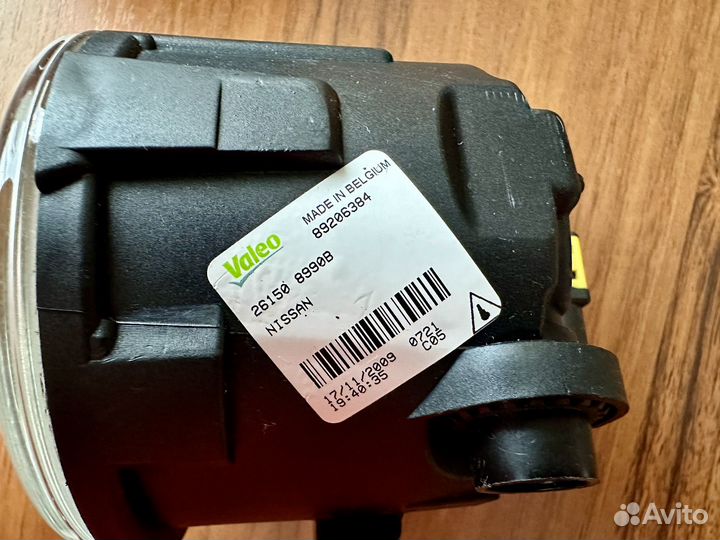 Valeo
MADE IN BELGIUM
89206384
26150 8990B
NISSAN
17/11/2009 0721
19:40:35 C05
Avito